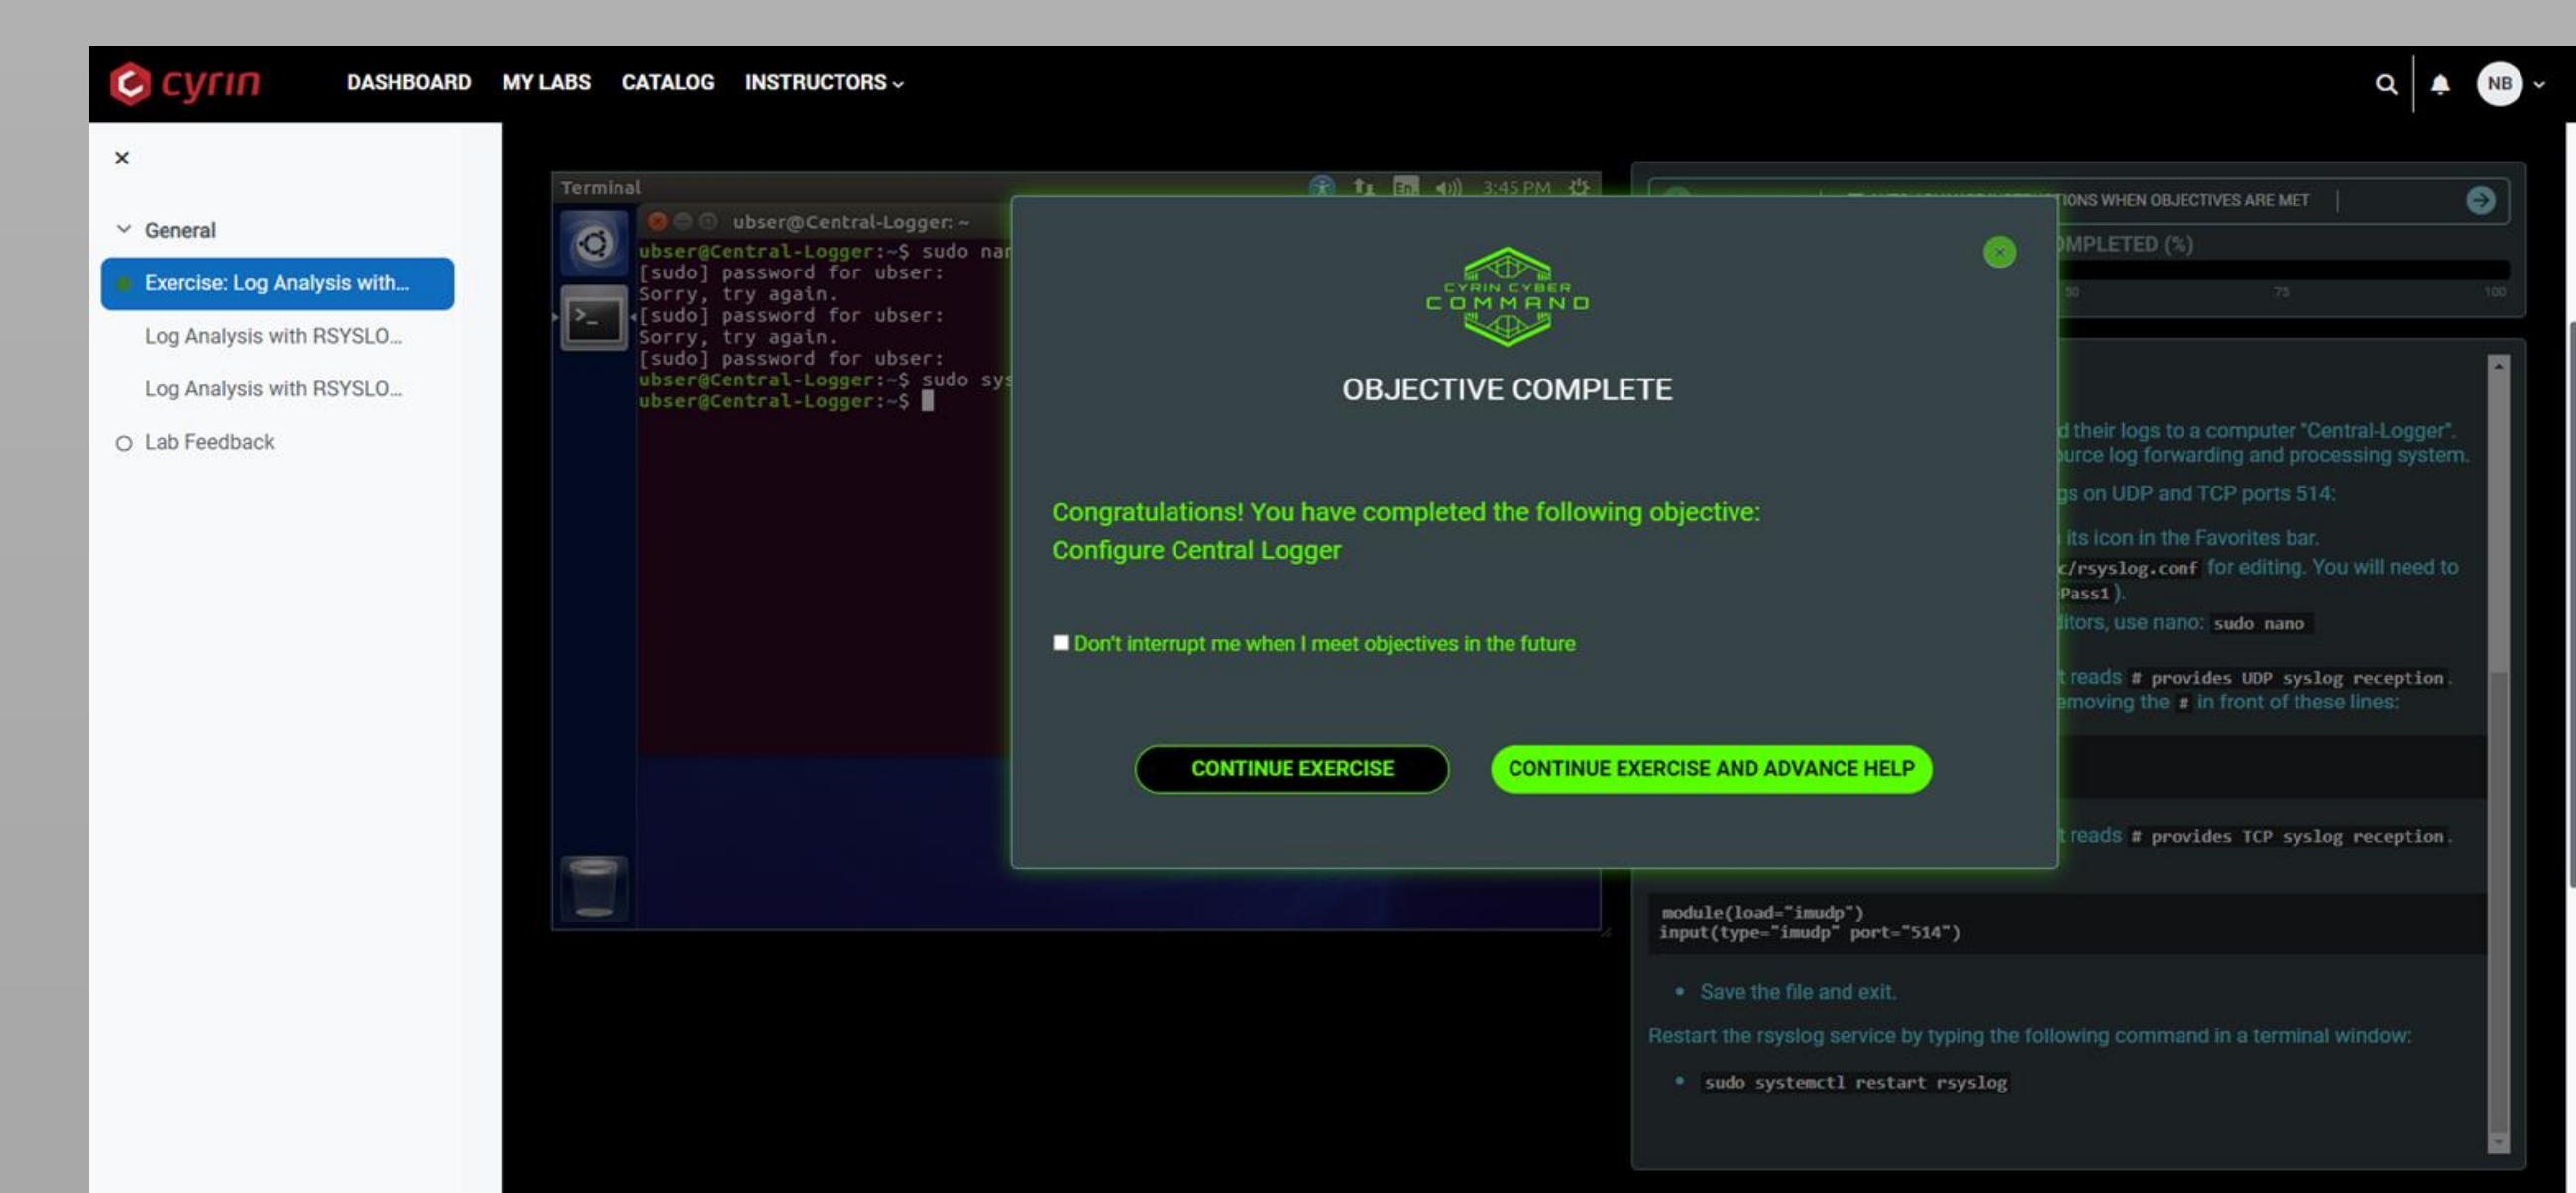 cyrin
DASHBOARD MY LABS CATALOG INSTRUCTORS
NB
General
Exercise: Log Analysis with...
Log Analysis with RSYSLO...
Log Analysis with RSYSLO...
Lab Feedback
Terminal
En
3:45 PM
ubser@Central-Logger: ~
ubser@Central-Logger:~$ sudo nan
[sudo] password for ubser:
Sorry, try again.
[sudo] password for ubser:
Sorry, try again.
[sudo] password for ubser:
ubser@Central-Logger:~$ sudo sys
ubser@Central-Logger:~$
CYRIN CYBER
COMMAND
OBJECTIVE COMPLETE
Congratulations! You have completed the following objective:
Configure Central Logger
Don't interrupt me when I meet objectives in the future
CONTINUE EXERCISE
CONTINUE EXERCISE AND ADVANCE HELP
TIONS WHEN OBJECTIVES ARE MET
OMPLETED (%)
50 75 100
d their logs to a computer "Central-Logger".
urce log forwarding and processing system.
gs on UDP and TCP ports 514:
its icon in the Favorites bar.
c/rsyslog.conf for editing. You will need to
Pass1).
ditors, use nano: sudo nano
t reads # provides UDP syslog reception.
emoving the # in front of these lines:
t reads # provides TCP syslog reception.
module(load="imudp")
input(type="imudp" port="514")
• Save the file and exit.
Restart the rsyslog service by typing the following command in a terminal window:
• sudo systemctl restart rsyslog